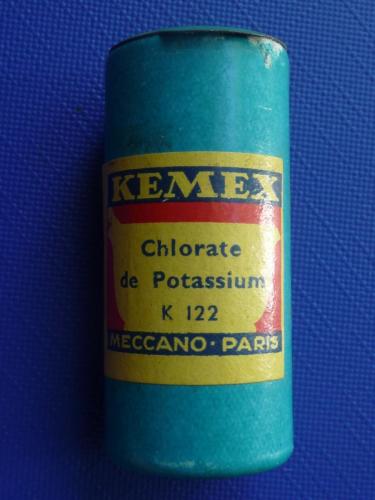 KEMEX
Chlorate
de Potassium
K 122
MECCANO · PARIS